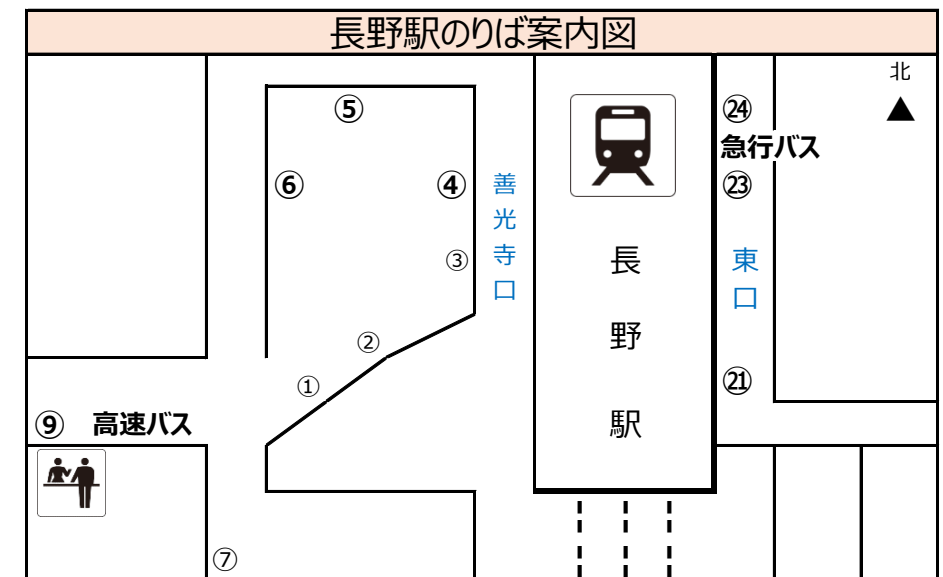 長野駅のりば案内図
北
▲
⑤
⑥
④
③
②
①
善光寺口
長野駅
㉔
急行バス
㉓
東口
㉑
⑨ 高速バス
⑦